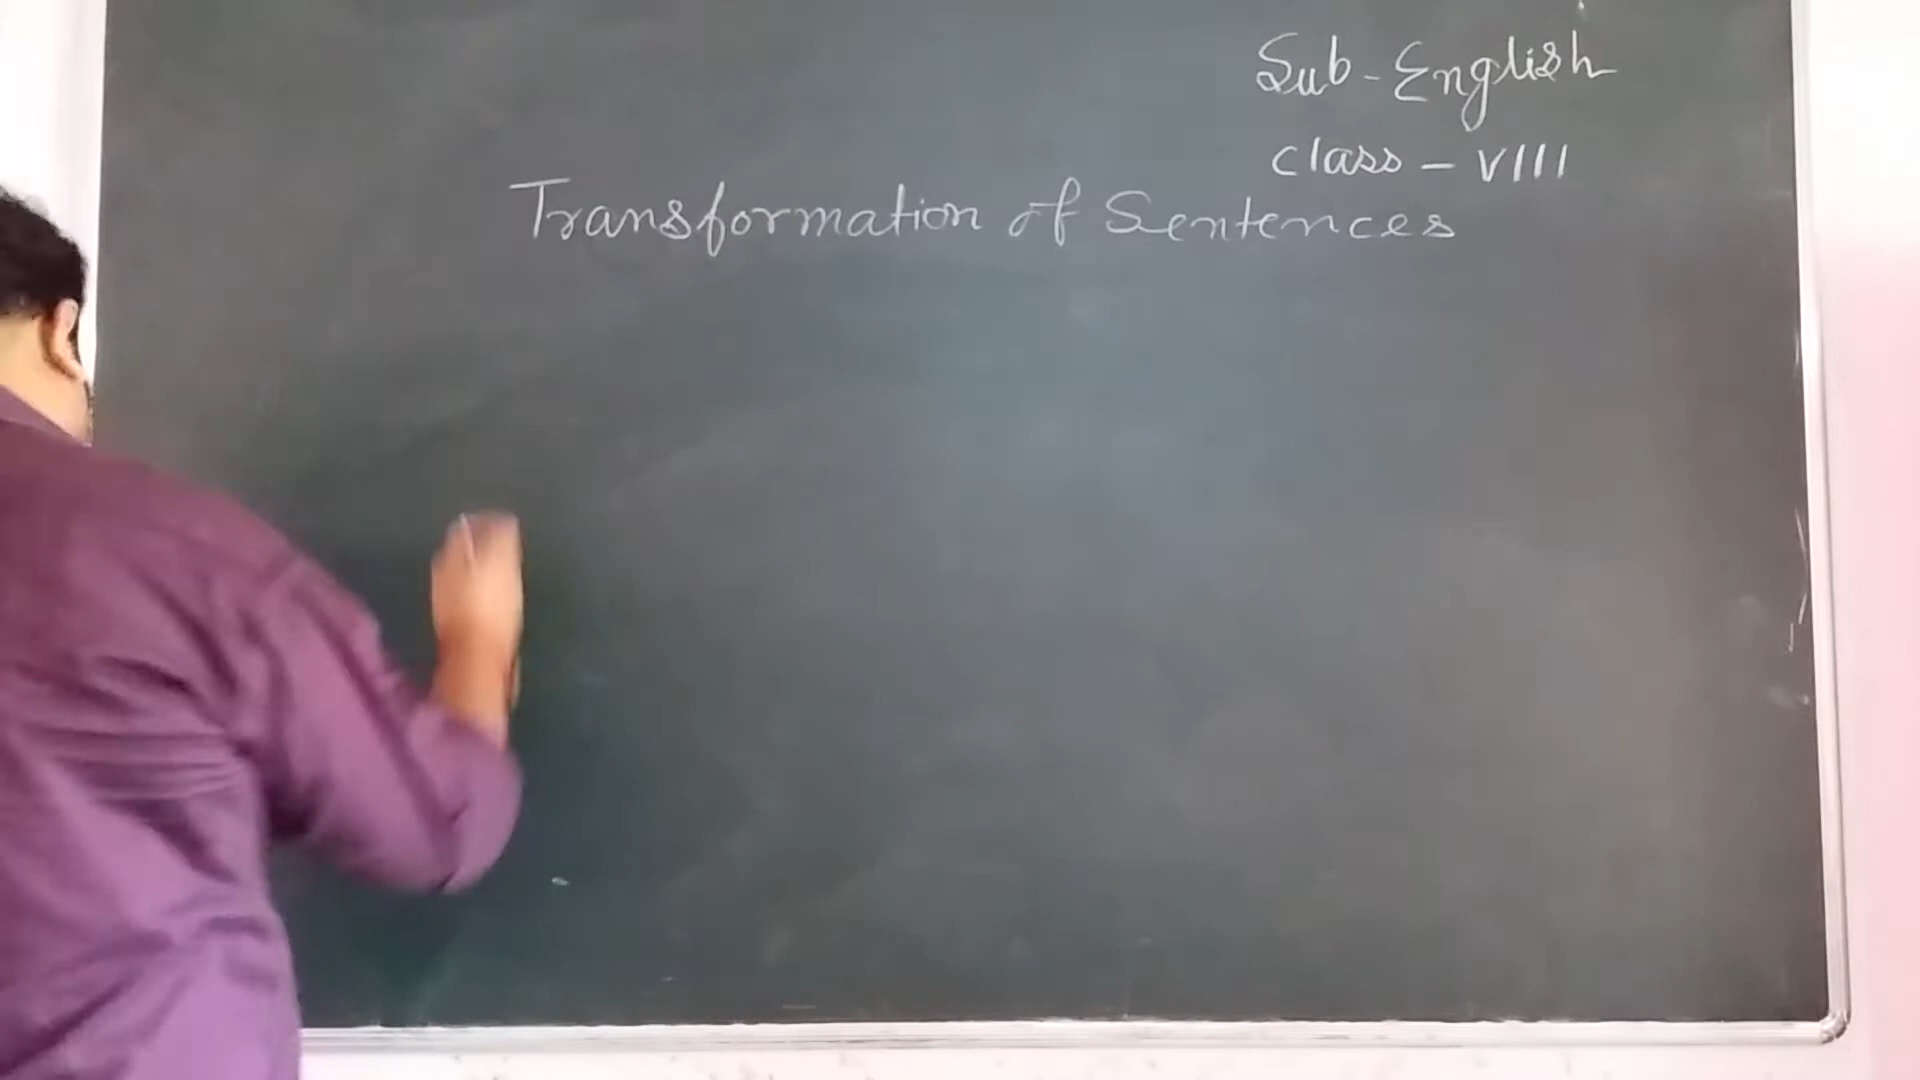 Sub - English
Class - VIII
Transformation of Sentences